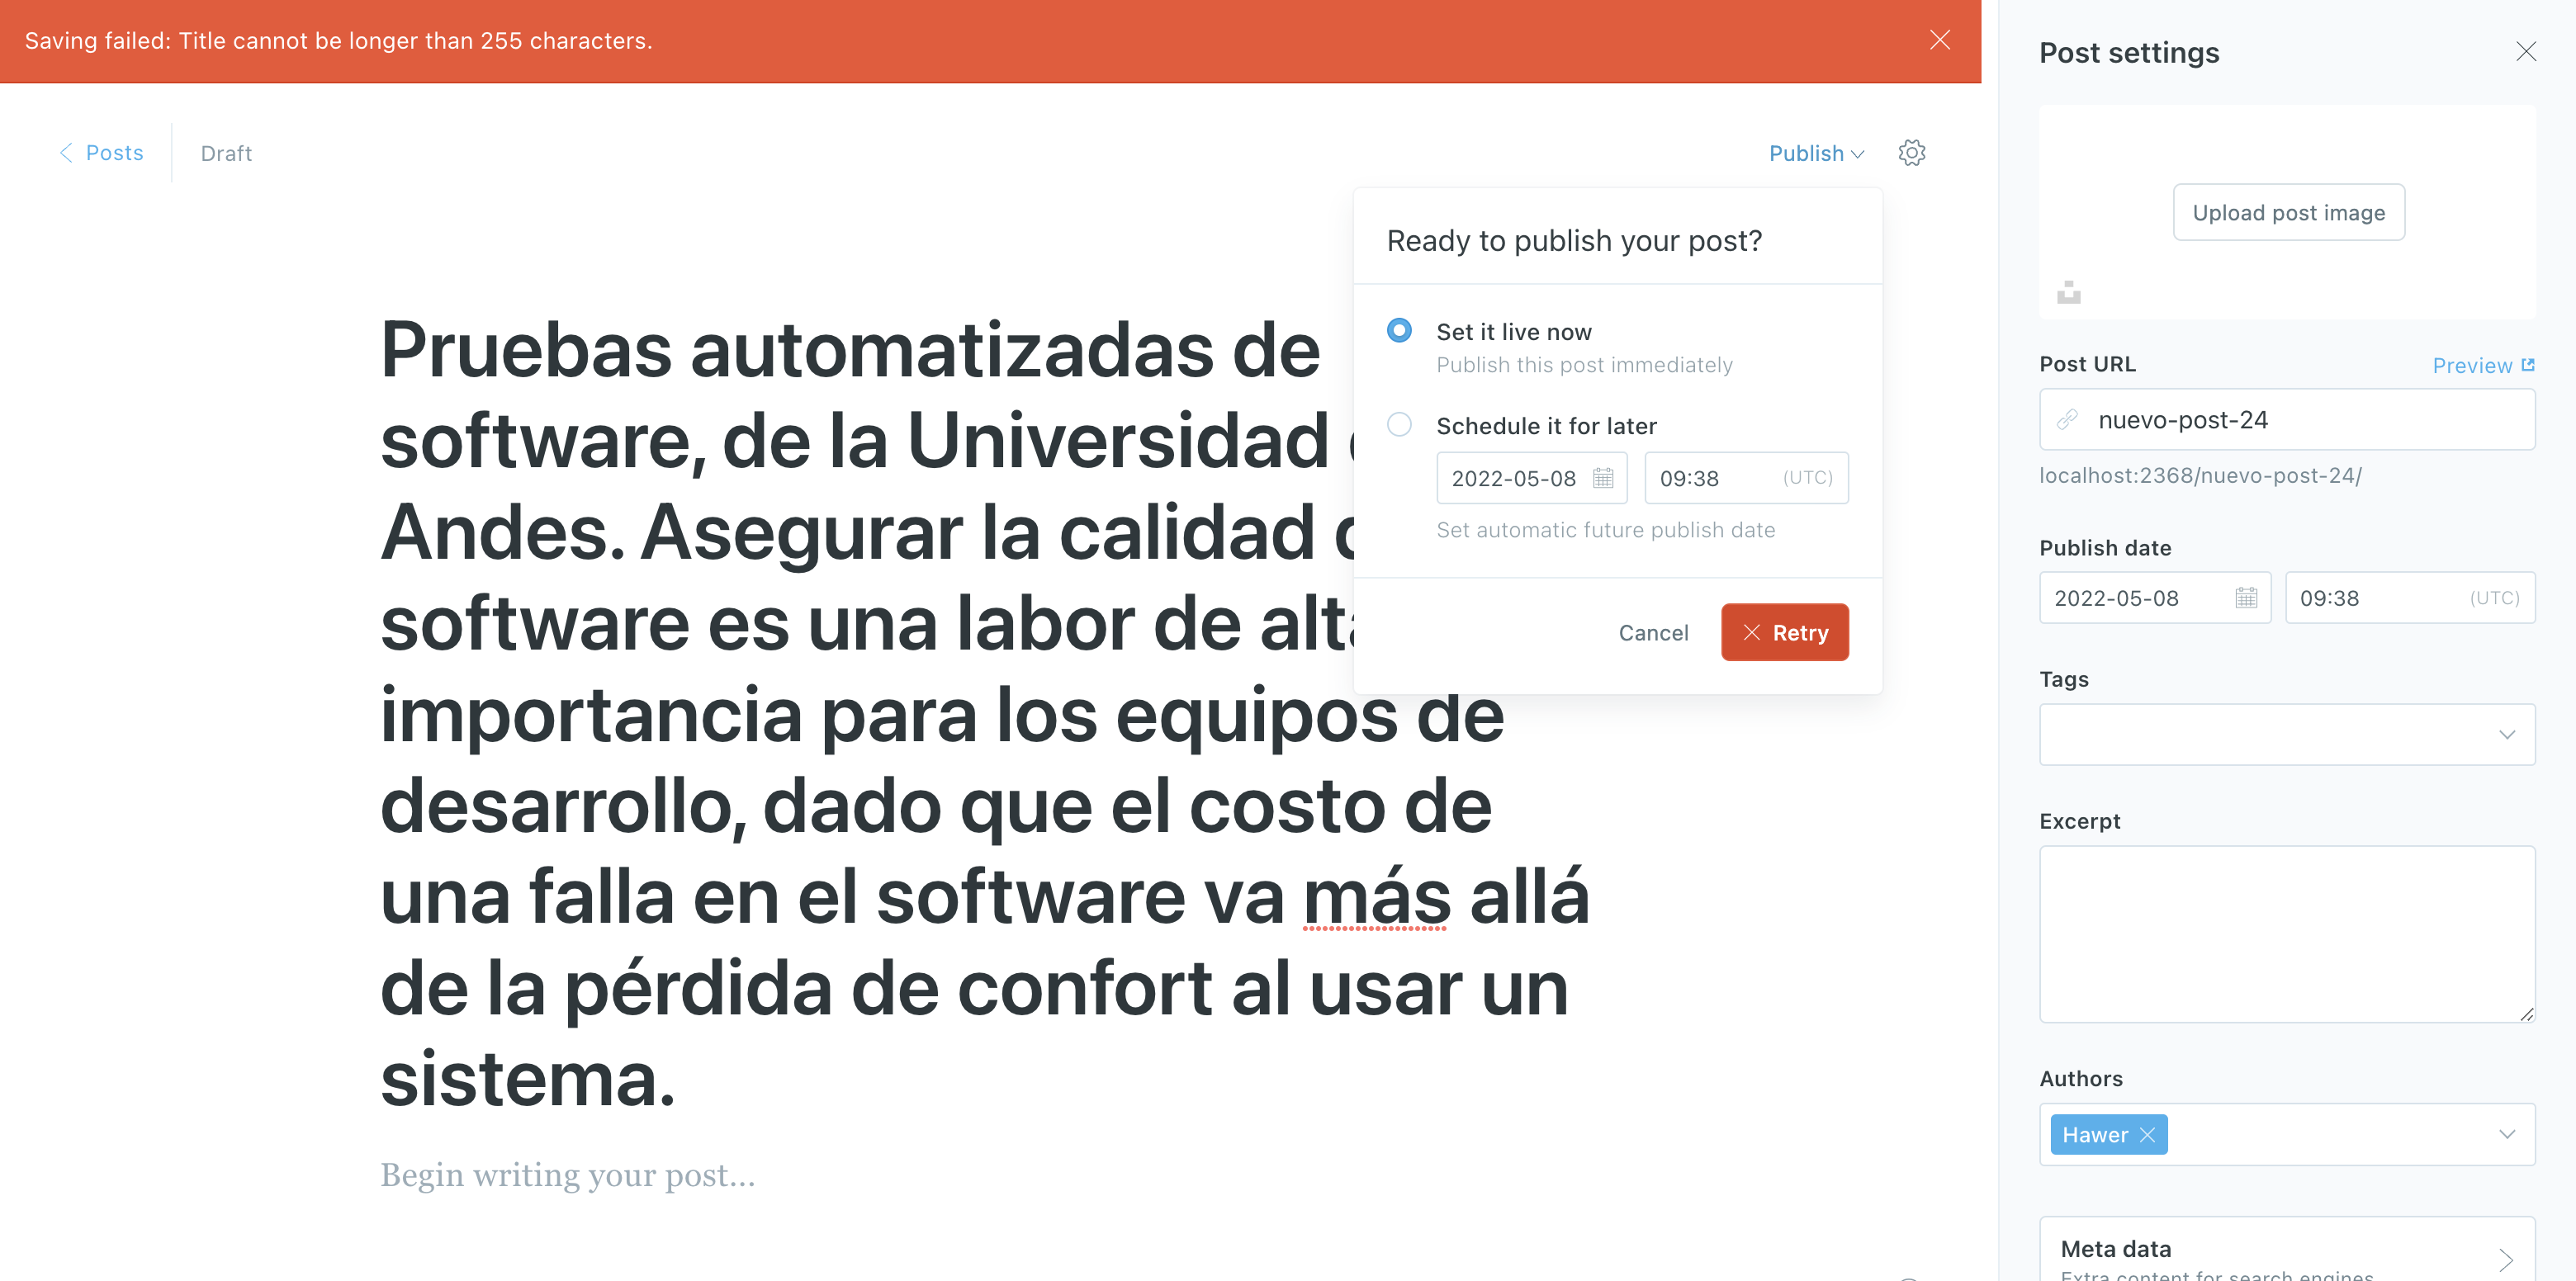 Saving failed: Title cannot be longer than 255 characters.
Posts
Draft
Publish
Pruebas automatizadas de
software, de la Universidad
Andes. Asegurar la calidad
software es una labor de
importancia para los equipos de
desarrollo, dado que el costo de
una falla en el software va más allá
de la pérdida de confort al usar un
sistema.
Begin writing your post...
Ready to publish your post?
Set it live now
Publish this post immediately
Schedule it for later
2022-05-08 09:38 (UTC)
Set automatic future publish date
Cancel
Retry
Post settings
Upload post image
Post URL
Preview
nuevo-post-24
localhost:2368/nuevo-post-24/
Publish date
2022-05-08 09:38 (UTC)
Tags
Excerpt
Authors
Hawer
Meta data
Extra content for search engines